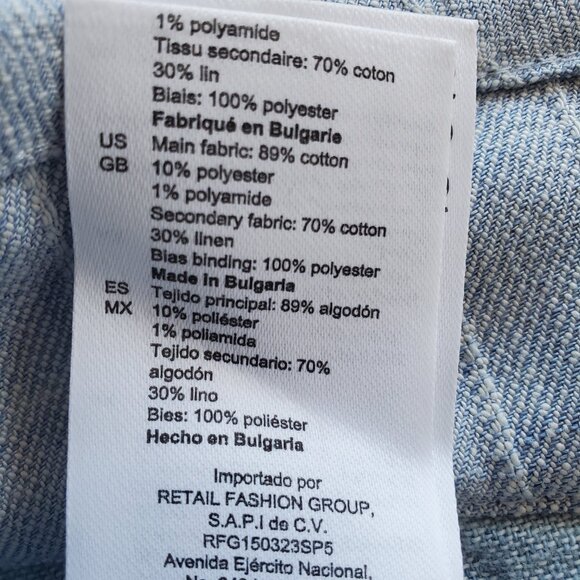 1% polyamide
Tissu secondaire: 70% coton
30% lin
Biais: 100% polyester
Fabriqué en Bulgarie
US Main fabric: 89% cotton
GB 10% polyester
1% polyamide
Secondary fabric: 70% cotton
30% linen
Bias binding: 100% polyester
Made in Bulgaria
ES Tejido principal: 89% algodón
MX 10% poliéster
1% poliamida
Tejido secundario: 70%
algodón
30% lino
Bies: 100% poliéster
Hecho en Bulgaria
Importado por
RETAIL FASHION GROUP,
S.A.P.I de C.V.
RFG150323SP5
Avenida Ejército Nacional,